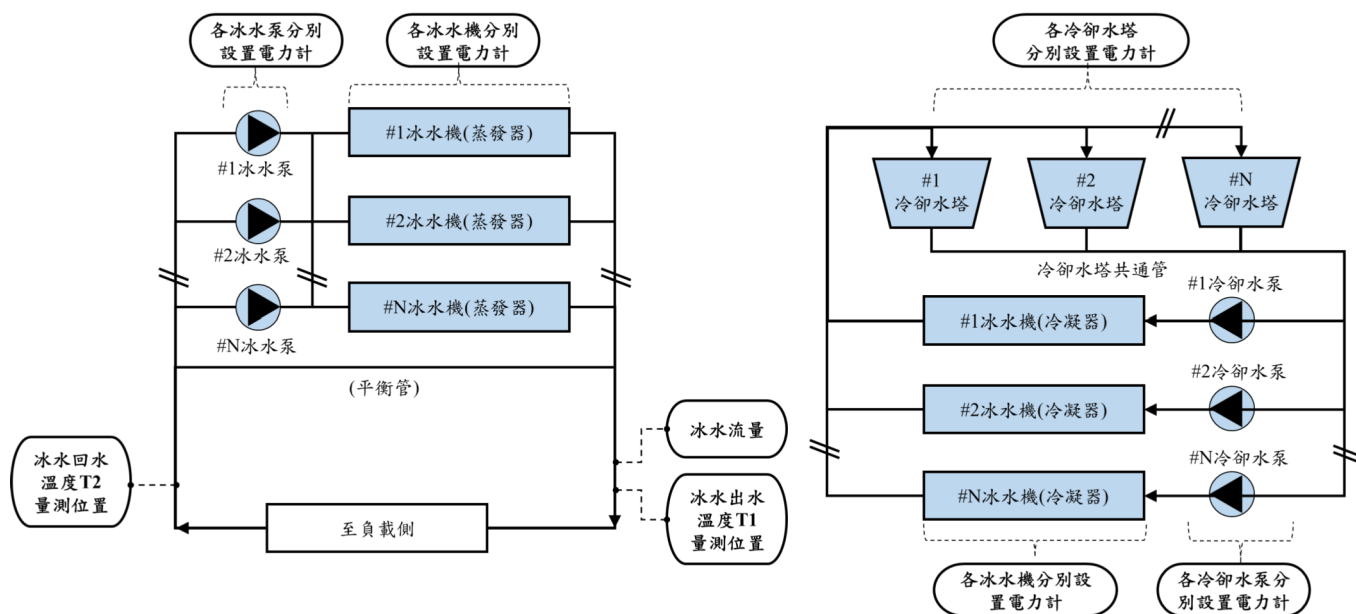 各冰水泵分別
設置電力計
各冰水機分別
設置電力計
#1冰水機(蒸發器)
#1冰水泵
#2冰水機(蒸發器)
#2冰水泵
#N冰水機(蒸發器)
#N冰水泵
(平衡管)
冰水流量
冰水回水
溫度T2
量測位置
冰水出水
溫度T1
量測位置
至負載側
各冷卻水塔
分別設置電力計
#1
冷卻水塔
#2
冷卻水塔
#N
冷卻水塔
冷卻水塔共通管
#1冷卻水泵
#1冰水機(冷凝器)
#2冷卻水泵
#2冰水機(冷凝器)
#N冷卻水泵
#N冰水機(冷凝器)
各冰水機分別設
置電力計
各冷卻水泵分
別設置電力計